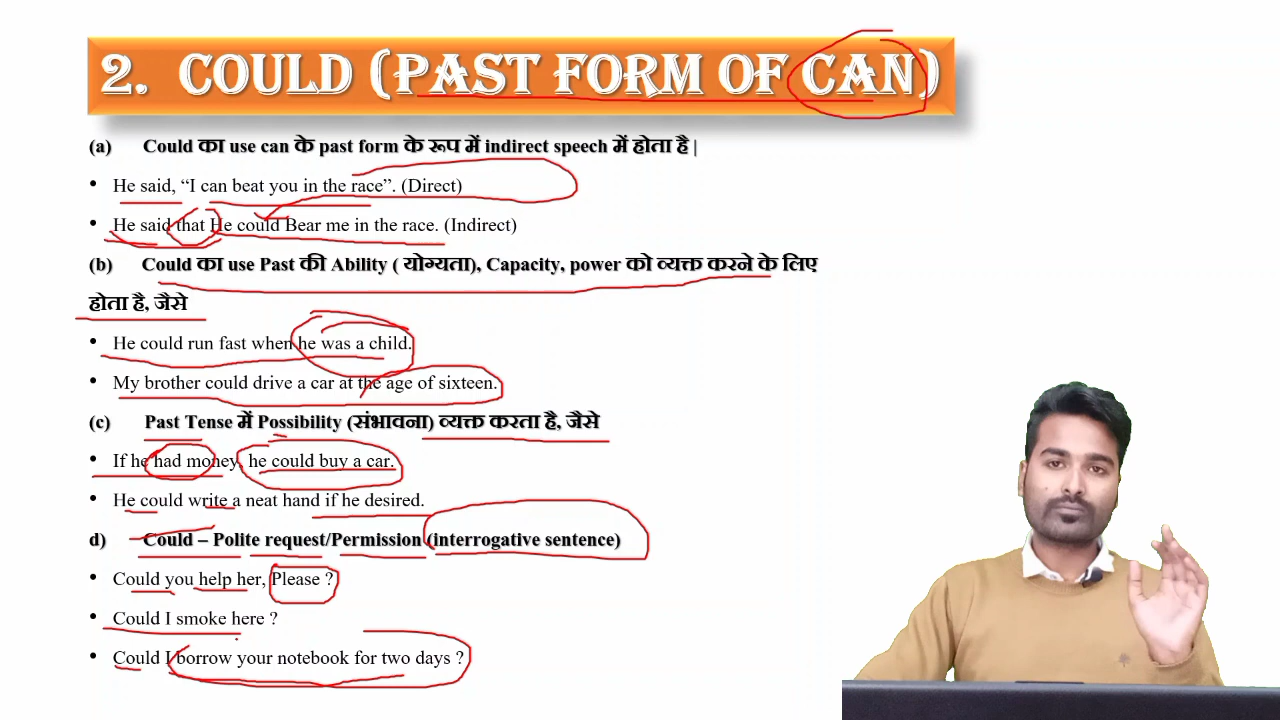 2. COULD (PAST FORM OF CAN)
(a) Could का use can के past form के रूप में indirect speech में होता है |
• He said, “I can beat you in the race”. (Direct)
• He said that He could Bear me in the race. (Indirect)
(b) Could का use Past की Ability ( योग्यता), Capacity, power को व्यक्त करने के लिए
होता है, जैसे
• He could run fast when he was a child.
• My brother could drive a car at the age of sixteen.
(c) Past Tense में Possibility (संभावना) व्यक्त करता है, जैसे
• If he had money, he could buy a car.
• He could write a neat hand if he desired.
d) Could – Polite request/Permission (interrogative sentence)
• Could you help her, Please ?
• Could I smoke here ?
• Could I borrow your notebook for two days ?